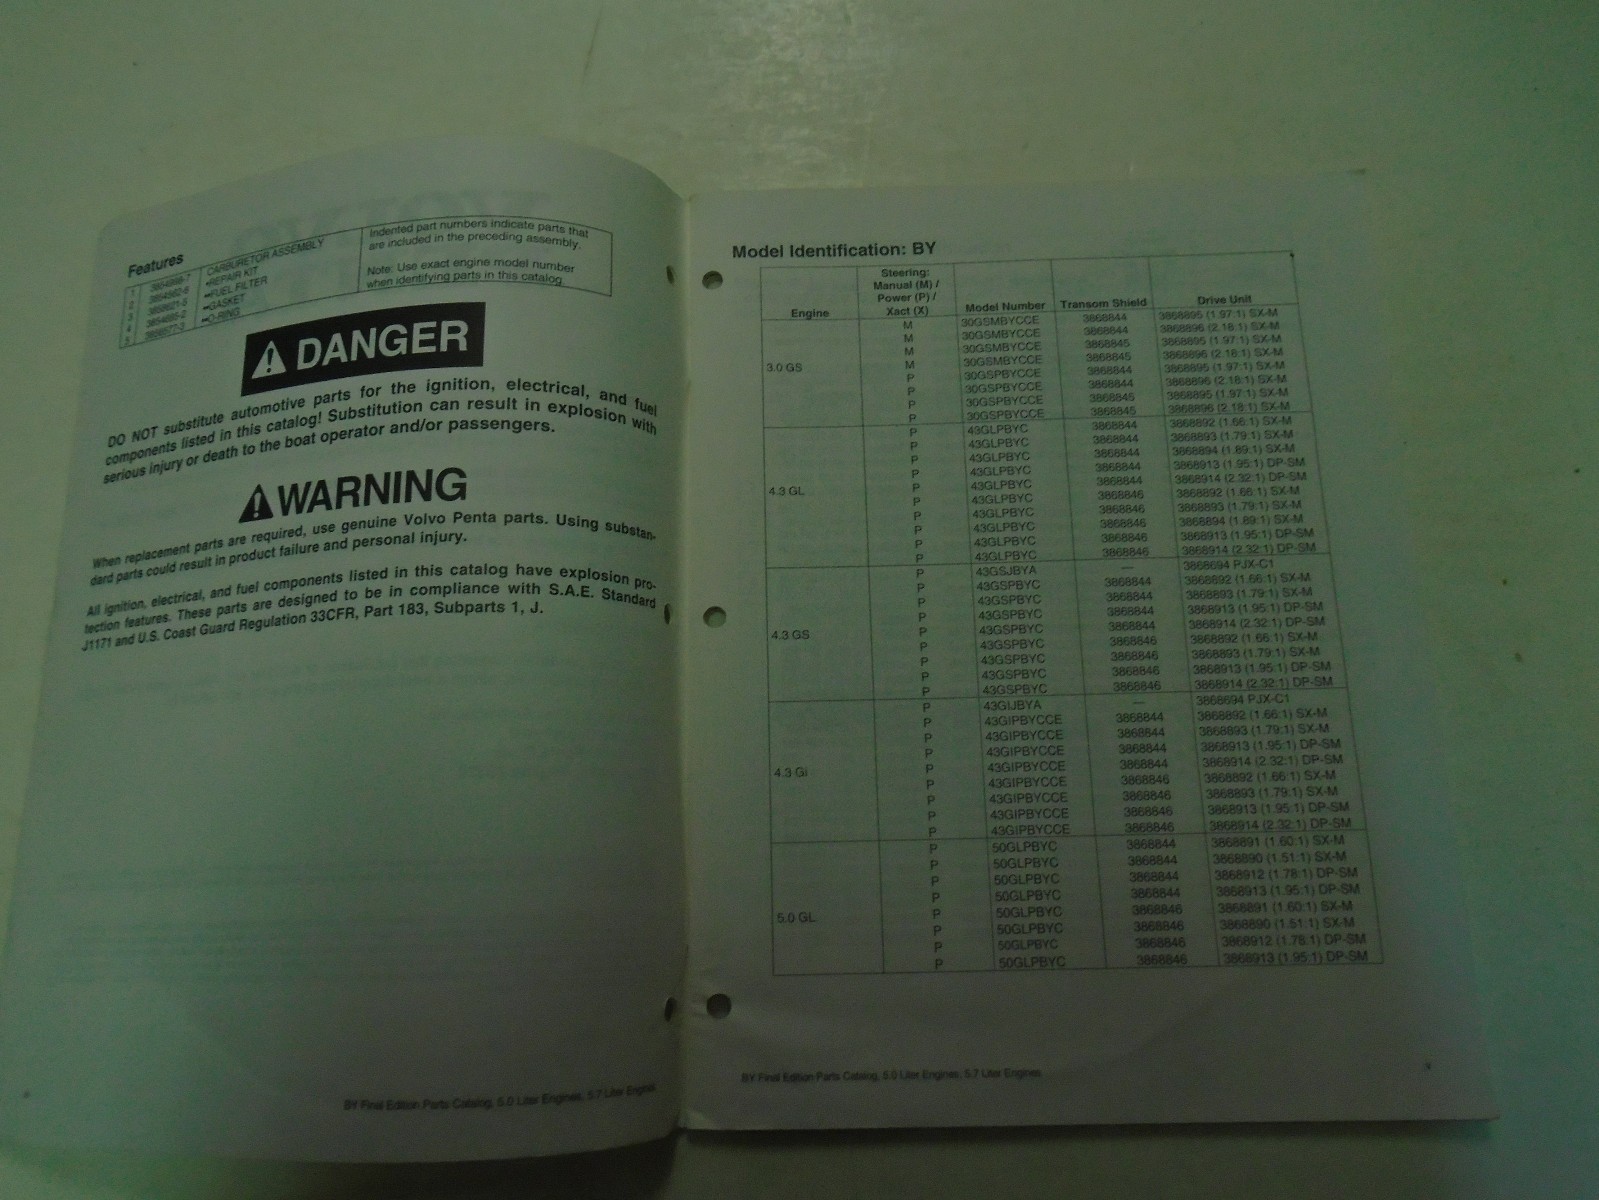 Features
1 3854968-7 CARBURETOR ASSEMBLY
2 •REPAIR KIT
3 ••FUEL FILTER
4 ••GASKET
5 ••O-RING
Indented part numbers indicate parts that
are included in the preceding assembly.
Note: Use exact engine model number
when identifying parts in this catalog.
DANGER
DO NOT substitute automotive parts for the ignition, electrical, and fuel
components listed in this catalog! Substitution can result in explosion with
serious injury or death to the boat operator and/or passengers.
WARNING
When replacement parts are required, use genuine Volvo Penta parts. Using substan-
dard parts could result in product failure and personal injury.
All ignition, electrical, and fuel components listed in this catalog have explosion pro-
tection features. These parts are designed to be in compliance with S.A.E. Standard
J1171 and U.S. Coast Guard Regulation 33CFR, Part 183, Subparts 1, J.
BY Final Edition Parts Catalog, 5.0 Liter Engines, 5.7 Liter Engines
Model Identification: BY
Engine Steering: Manual (M) / Power (P) / Xact (X) Model Number Transom Shield Drive Unit
3.0 GS
M 30GSMBYCCE 3868844 3868895 (1.97:1) SX-M
M 30GSMBYCCE 3868844 3868896 (2.18:1) SX-M
M 30GSMBYCCE 3868845 3868895 (1.97:1) SX-M
M 30GSMBYCCE 3868845 3868896 (2.18:1) SX-M
P 30GSPBYCCE 3868844 3868895 (1.97:1) SX-M
P 30GSPBYCCE 3868844 3868896 (2.18:1) SX-M
P 30GSPBYCCE 3868845 3868895 (1.97:1) SX-M
P 30GSPBYCCE 3868845 3868896 (2.18:1) SX-M
4.3 GL
P 43GLPBYC 3868844 3868892 (1.66:1) SX-M
P 43GLPBYC 3868844 3868893 (1.79:1) SX-M
P 43GLPBYC 3868844 3868894 (1.89:1) SX-M
P 43GLPBYC 3868844 3868913 (1.95:1) DP-SM
P 43GLPBYC 3868844 3868914 (2.32:1) DP-SM
P 43GLPBYC 3868846 3868892 (1.66:1) SX-M
P 43GLPBYC 3868846 3868893 (1.79:1) SX-M
P 43GLPBYC 3868846 3868894 (1.89:1) SX-M
P 43GLPBYC 3868846 3868913 (1.95:1) DP-SM
P 43GLPBYC 3868846 3868914 (2.32:1) DP-SM
4.3 GS
P 43GSJBYA — 3868694 PJX-C1
P 43GSPBYC 3868844 3868892 (1.66:1) SX-M
P 43GSPBYC 3868844 3868893 (1.79:1) SX-M
P 43GSPBYC 3868844 3868913 (1.95:1) DP-SM
P 43GSPBYC 3868844 3868914 (2.32:1) DP-SM
P 43GSPBYC 3868846 3868892 (1.66:1) SX-M
P 43GSPBYC 3868846 3868893 (1.79:1) SX-M
P 43GSPBYC 3868846 3868913 (1.95:1) DP-SM
P 43GSPBYC 3868846 3868914 (2.32:1) DP-SM
4.3 Gi
P 43GIJBYA — 3868694 PJX-C1
P 43GIPBYCCE 3868844 3868892 (1.66:1) SX-M
P 43GIPBYCCE 3868844 3868893 (1.79:1) SX-M
P 43GIPBYCCE 3868844 3868913 (1.95:1) DP-SM
P 43GIPBYCCE 3868844 3868914 (2.32:1) DP-SM
P 43GIPBYCCE 3868846 3868892 (1.66:1) SX-M
P 43GIPBYCCE 3868846 3868893 (1.79:1) SX-M
P 43GIPBYCCE 3868846 3868913 (1.95:1) DP-SM
P 43GIPBYCCE 3868846 3868914 (2.32:1) DP-SM
5.0 GL
P 50GLPBYC 3868844 3868891 (1.60:1) SX-M
P 50GLPBYC 3868844 3868890 (1.51:1) SX-M
P 50GLPBYC 3868844 3868912 (1.78:1) DP-SM
P 50GLPBYC 3868844 3868913 (1.95:1) DP-SM
P 50GLPBYC 3868846 3868891 (1.60:1) SX-M
P 50GLPBYC 3868846 3868890 (1.51:1) SX-M
P 50GLPBYC 3868846 3868912 (1.78:1) DP-SM
P 50GLPBYC 3868846 3868913 (1.95:1) DP-SM
BY Final Edition Parts Catalog, 5.0 Liter Engines, 5.7 Liter Engines